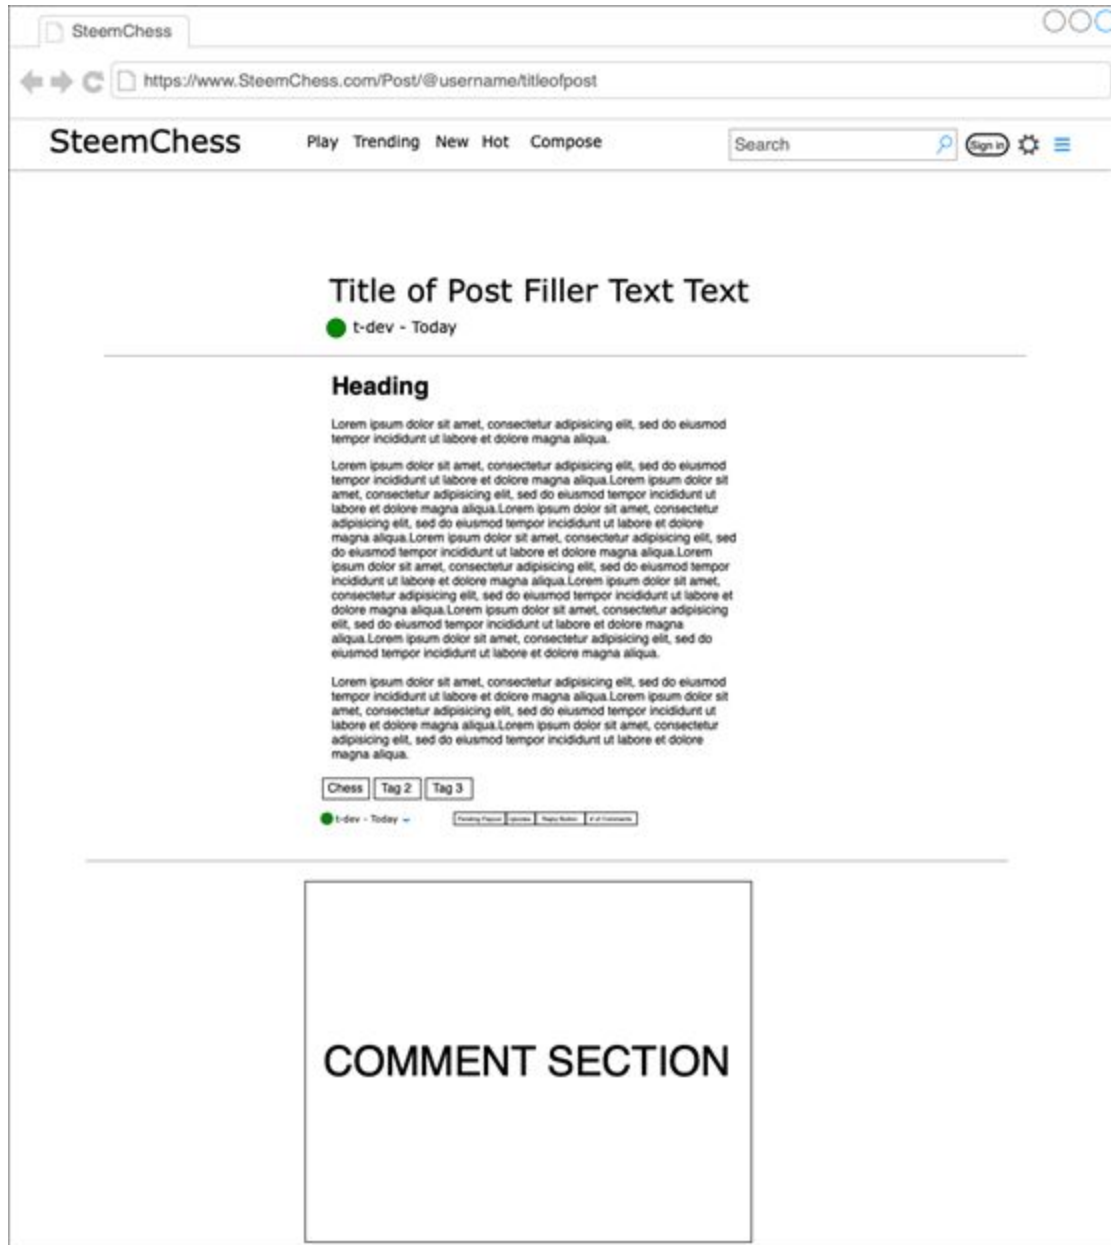 SteemChess
https://www.SteemChess.com/Post/@username/titleofpost
SteemChess Play Trending New Hot Compose Search Sign in
Title of Post Filler Text Text
t-dev - Today
Heading
Lorem ipsum dolor sit amet, consectetur adipisicing elit, sed do eiusmod
tempor incididunt ut labore et dolore magna aliqua.
Lorem ipsum dolor sit amet, consectetur adipisicing elit, sed do eiusmod
tempor incididunt ut labore et dolore magna aliqua.Lorem ipsum dolor sit
amet, consectetur adipisicing elit, sed do eiusmod tempor incididunt ut
labore et dolore magna aliqua.Lorem ipsum dolor sit amet, consectetur
adipisicing elit, sed do eiusmod tempor incididunt ut labore et dolore
magna aliqua.Lorem ipsum dolor sit amet, consectetur adipisicing elit, sed
do eiusmod tempor incididunt ut labore et dolore magna aliqua.Lorem
ipsum dolor sit amet, consectetur adipisicing elit, sed do eiusmod tempor
incididunt ut labore et dolore magna aliqua.Lorem ipsum dolor sit amet,
consectetur adipisicing elit, sed do eiusmod tempor incididunt ut labore et
dolore magna aliqua.Lorem ipsum dolor sit amet, consectetur adipisicing
elit, sed do eiusmod tempor incididunt ut labore et dolore magna
aliqua.Lorem ipsum dolor sit amet, consectetur adipisicing elit, sed do
eiusmod tempor incididunt ut labore et dolore magna aliqua.
Lorem ipsum dolor sit amet, consectetur adipisicing elit, sed do eiusmod
tempor incididunt ut labore et dolore magna aliqua.Lorem ipsum dolor sit
amet, consectetur adipisicing elit, sed do eiusmod tempor incididunt ut
labore et dolore magna aliqua.Lorem ipsum dolor sit amet, consectetur
adipisicing elit, sed do eiusmod tempor incididunt ut labore et dolore
magna aliqua.
Chess Tag 2 Tag 3
t-dev - Today Pending Payout Reply Button # of Comments
COMMENT SECTION